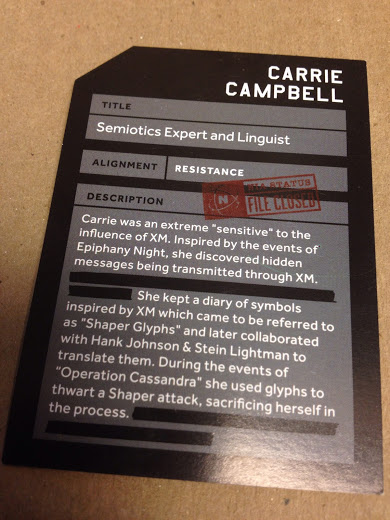 CARRIE
CAMPBELL
TITLE
Semiotics Expert and Linguist
ALIGNMENT RESISTANCE
DESCRIPTION
N STATUS
FILE CLOSED
Carrie was an extreme "sensitive" to the
influence of XM. Inspired by the events of
Epiphany Night, she discovered hidden
messages being transmitted through XM.
She kept a diary of symbols
inspired by XM which came to be referred to
as "Shaper Glyphs" and later collaborated
with Hank Johnson & Stein Lightman to
translate them. During the events of
"Operation Cassandra" she used glyphs to
thwart a Shaper attack, sacrificing herself in
the process.